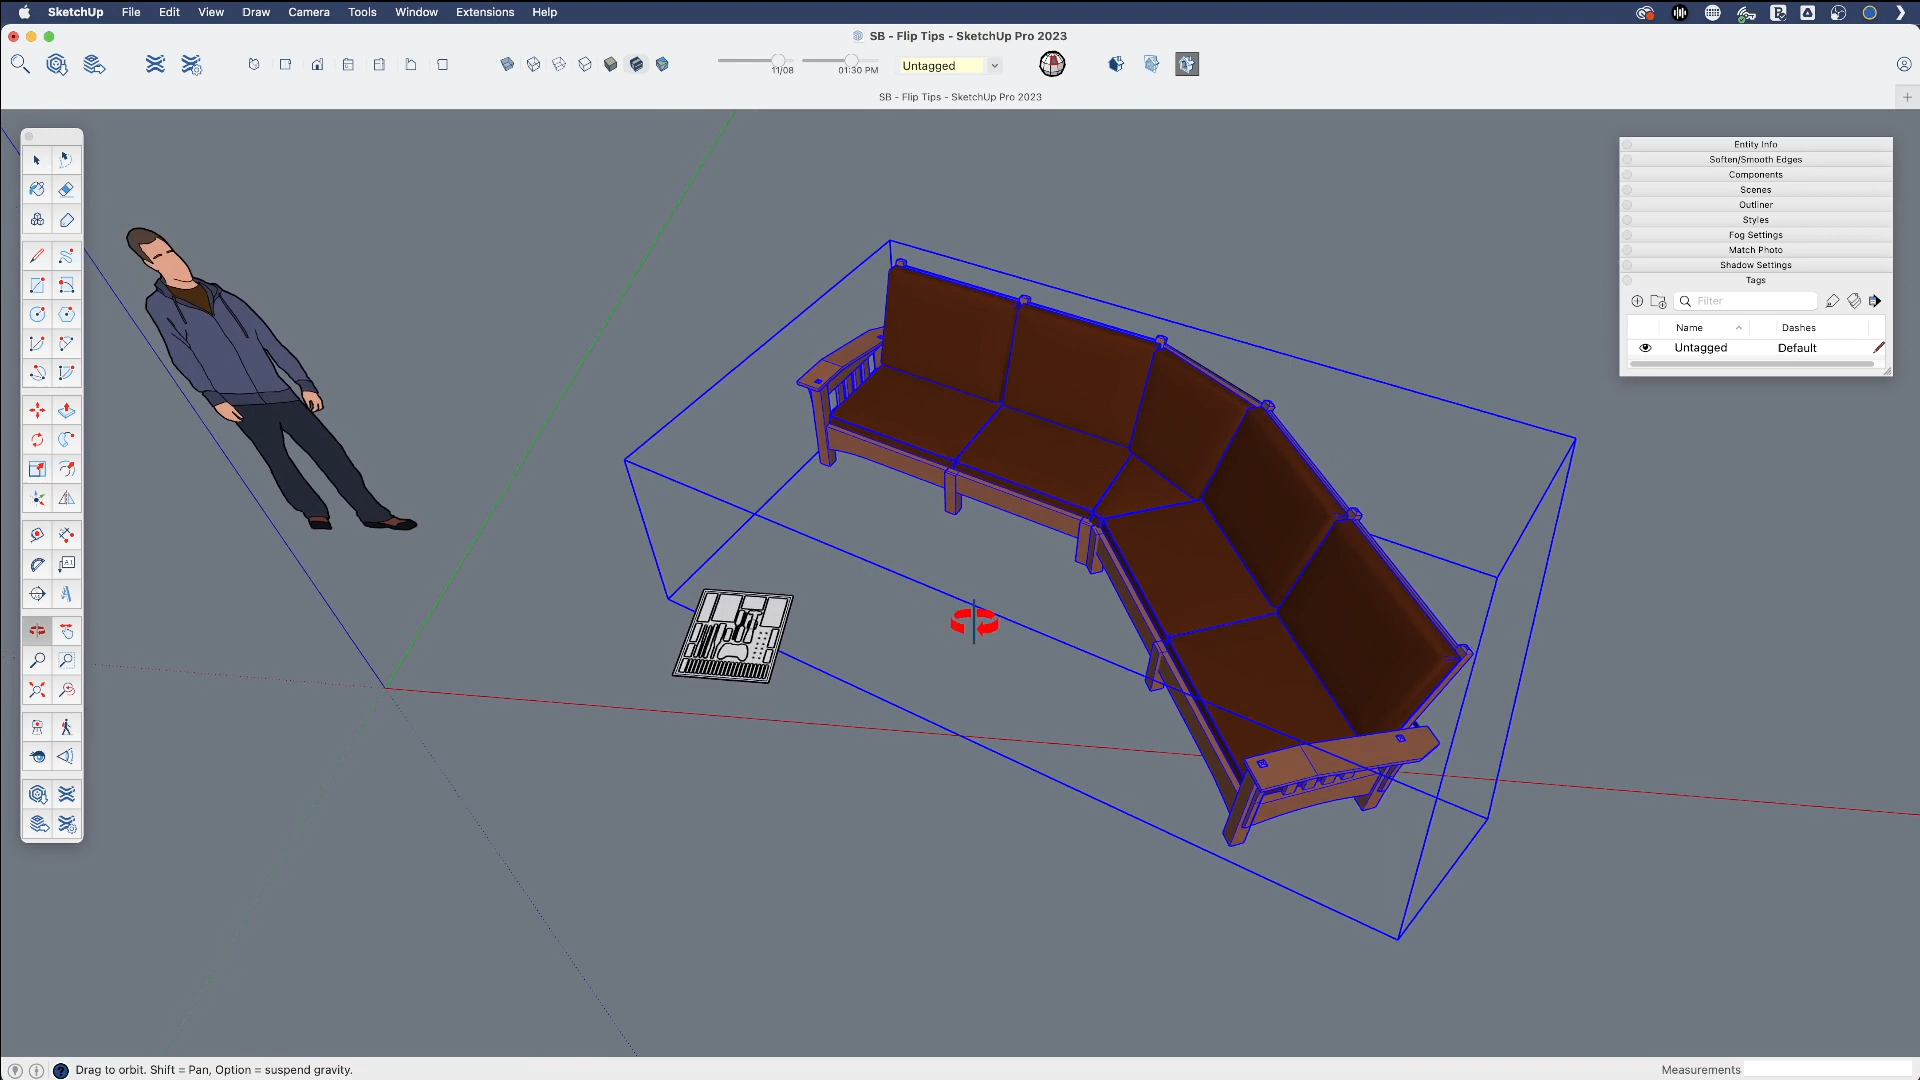 SketchUp File Edit View Draw Camera Tools Window Extensions Help
SB - Flip Tips - SketchUp Pro 2023
11/08
01:30 PM
Untagged
SB - Flip Tips - SketchUp Pro 2023
Entity Info
Soften/Smooth Edges
Components
Scenes
Outliner
Styles
Fog Settings
Match Photo
Shadow Settings
Tags
Filter
Name Dashes
Untagged Default
Drag to orbit. Shift = Pan, Option = suspend gravity.
Measurements